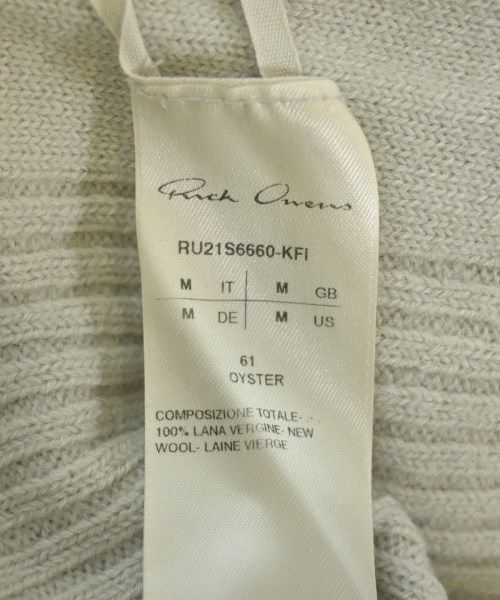 Rick Owens
RU21S6660-KFI
M IT M GB
M DE M US
61
OYSTER
COMPOSIZIONE TOTALE- -
100% LANA VERGINE- NEW
WOOL- LAINE VIERGE